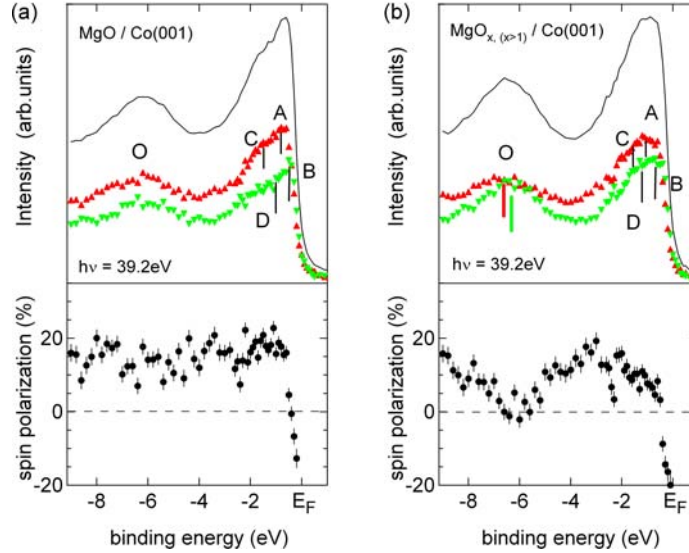 (a)
MgO / Co(001)
Intensity (arb.units)
A
C
O
B
D
hν = 39.2eV
spin polarization (%)
20
0
-20
-8 -6 -4 -2 E_F
binding energy (eV)
(b)
MgO_x, (x>1) / Co(001)
Intensity (arb.units)
A
C
O
B
D
hν = 39.2eV
spin polarization (%)
20
0
-20
-8 -6 -4 -2 E_F
binding energy (eV)